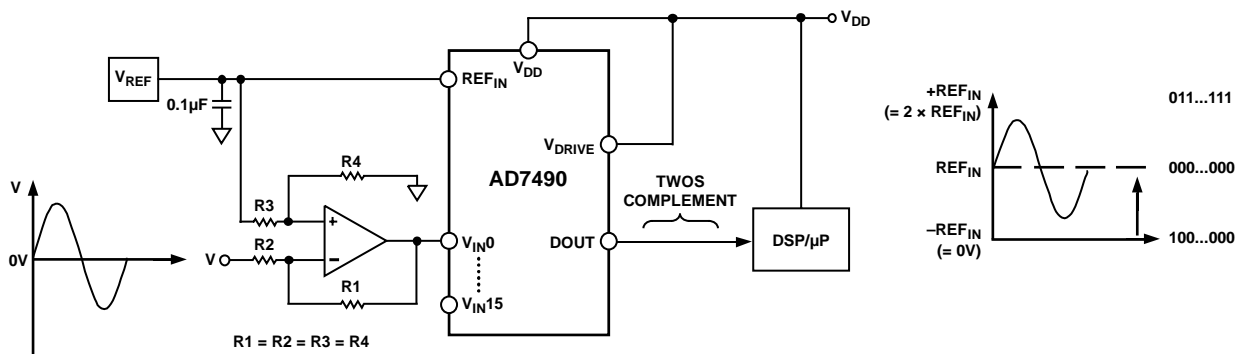 V_DD
V_REF
0.1µF
REF_IN
V_DD
V_DRIVE
AD7490
R4
R3
R2
R1
V
0V
V
V_IN0
V_IN15
DOUT
TWOS
COMPLEMENT
DSP/µP
R1 = R2 = R3 = R4
+REF_IN
(= 2 × REF_IN)
011...111
REF_IN
000...000
–REF_IN
(= 0V)
100...000
+
−